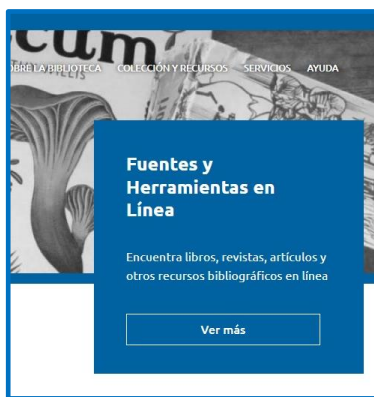 cum
SOBRE LA BIBLIOTECA COLECCIÓN Y RECURSOS SERVICIOS AYUDA
Fuentes y
Herramientas en
Línea
Encuentra libros, revistas, artículos y
otros recursos bibliográficos en línea
Ver más